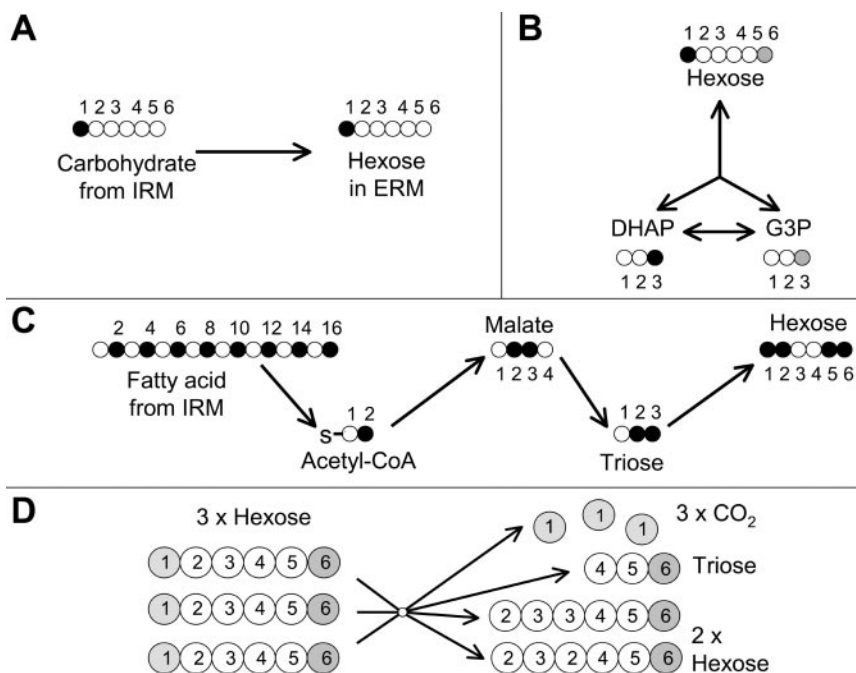 A
1 2 3 4 5 6
Carbohydrate
from IRM
1 2 3 4 5 6
Hexose
in ERM
B
1 2 3 4 5 6
Hexose
DHAP
1 2 3
G3P
1 2 3
C
2 4 6 8 10 12 14 16
Fatty acid
from IRM
1 2
S
Acetyl-CoA
Malate
1 2 3 4
1 2 3
Triose
Hexose
1 2 3 4 5 6
D
3 x Hexose
1 2 3 4 5 6
1 2 3 4 5 6
1 2 3 4 5 6
1 1 1
3 x CO2
4 5 6
Triose
2 3 3 4 5 6
2 3 2 4 5 6
2 x
Hexose